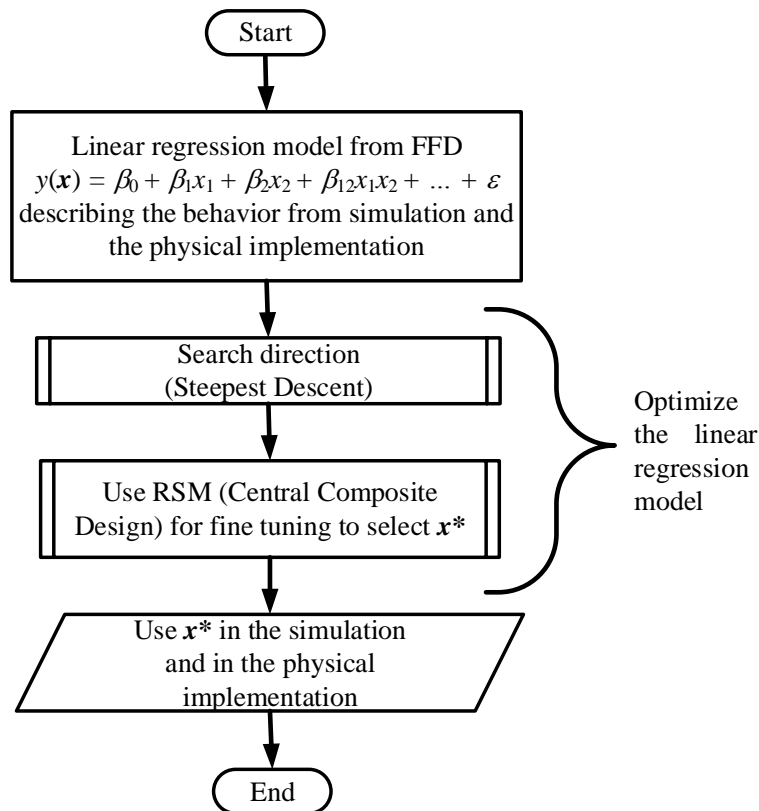 Start
Linear regression model from FFD
y(x) = β0 + β1x1 + β2x2 + β12x1x2 + ... + ε
describing the behavior from simulation and
the physical implementation
Search direction
(Steepest Descent)
Use RSM (Central Composite
Design) for fine tuning to select x*
Optimize
the linear
regression
model
Use x* in the simulation
and in the physical
implementation
End